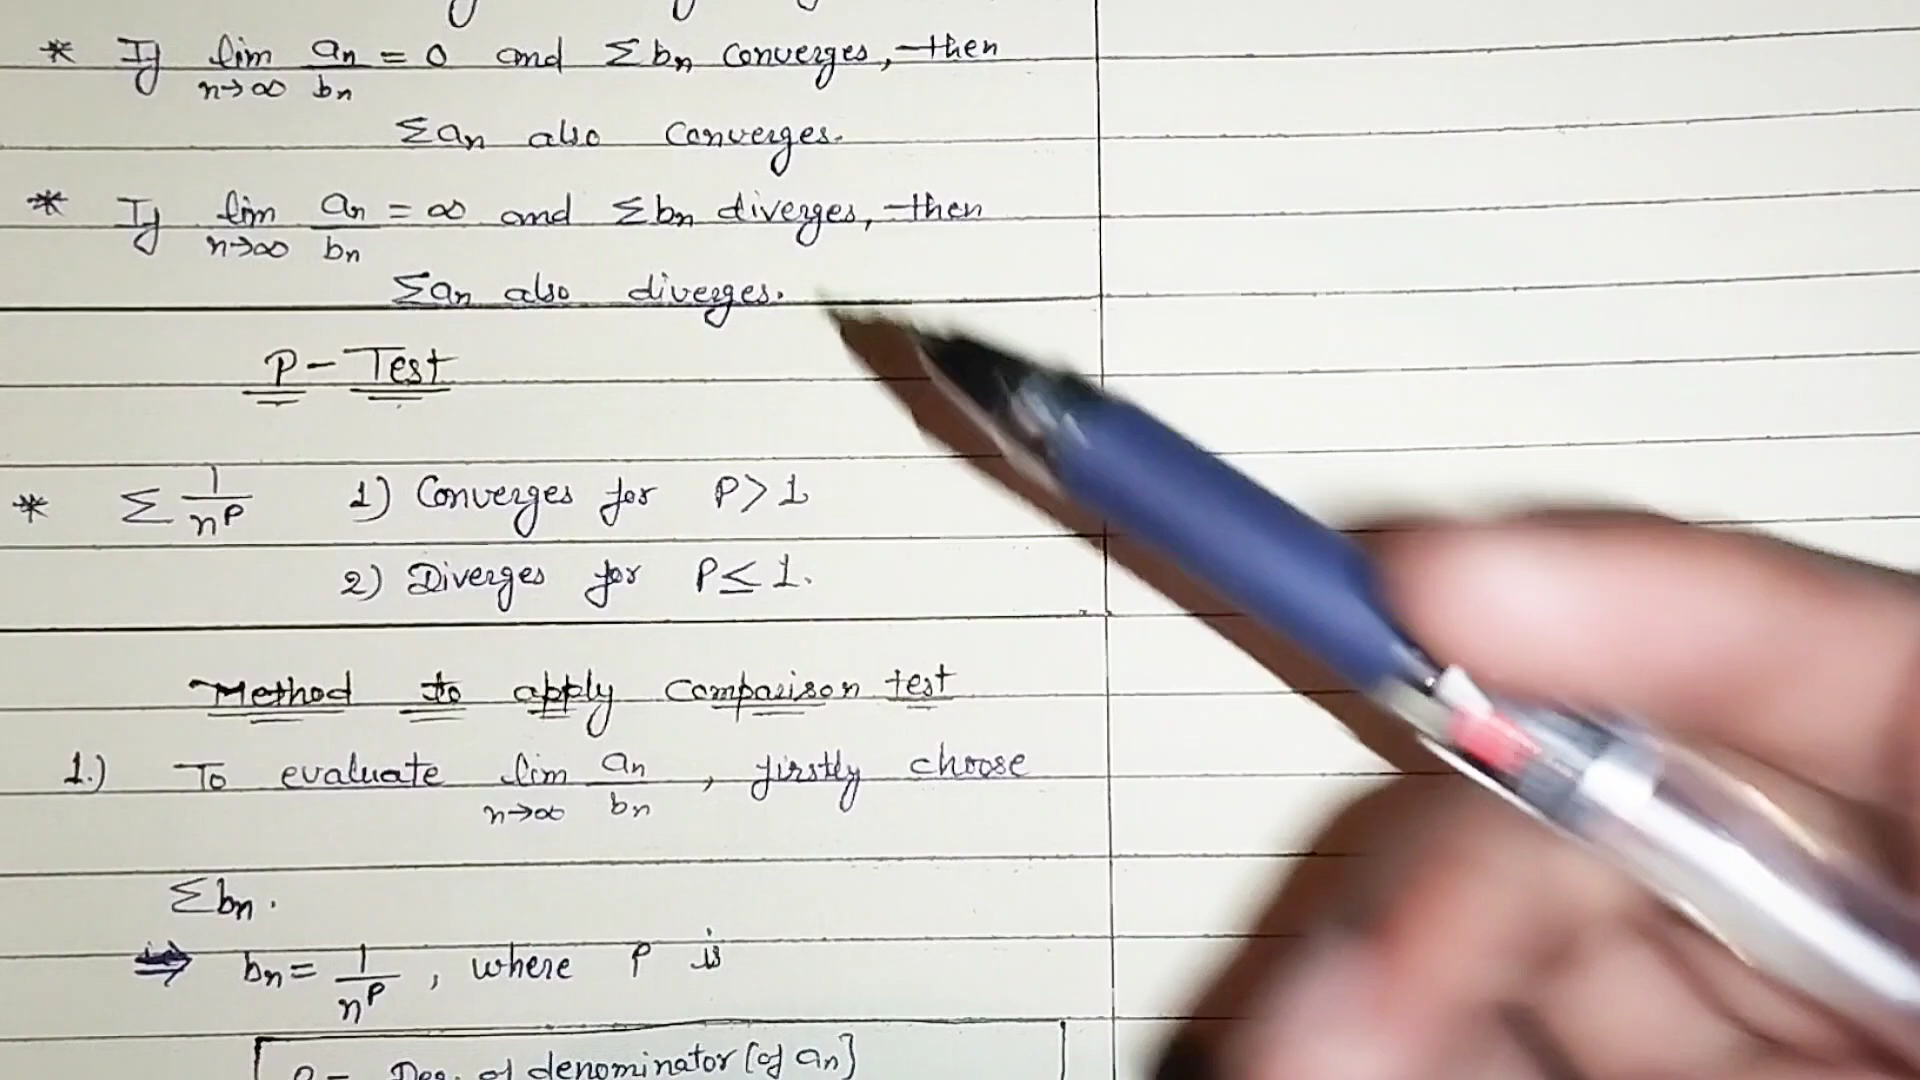 * If lim an/bn = 0 and Σbn converges, then
n→∞
Σan also converges.
* If lim an/bn = ∞ and Σbn diverges, then
n→∞
Σan also diverges.
P - Test
* Σ 1/n^P 1) Converges for P > 1
2) Diverges for P ≤ 1.
Method to apply comparison test
1.) To evaluate lim an/bn , firstly choose
n→∞
Σbn.
⇒ bn = 1/n^P , where P is
Deg. of denominator [of an]